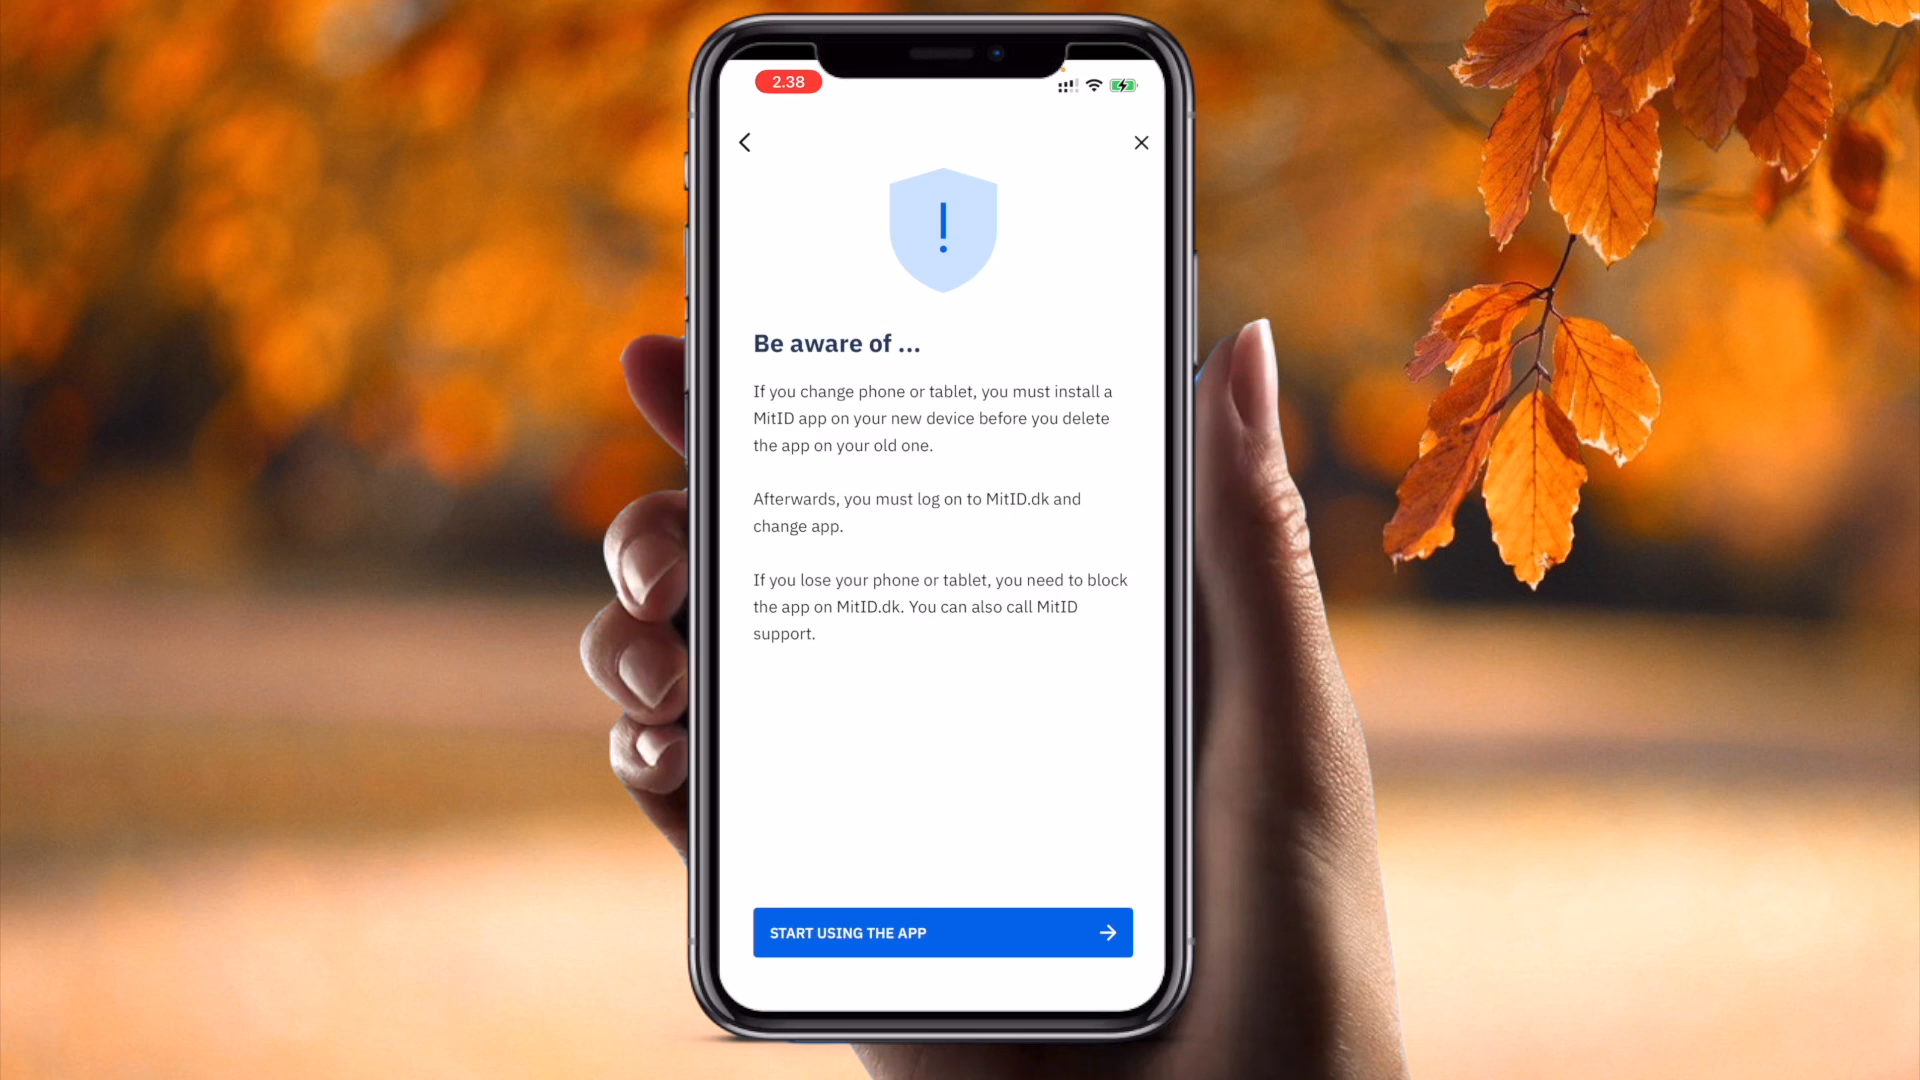 2.38
Be aware of ...
If you change phone or tablet, you must install a
MitID app on your new device before you delete
the app on your old one.
Afterwards, you must log on to MitID.dk and
change app.
If you lose your phone or tablet, you need to block
the app on MitID.dk. You can also call MitID
support.
START USING THE APP